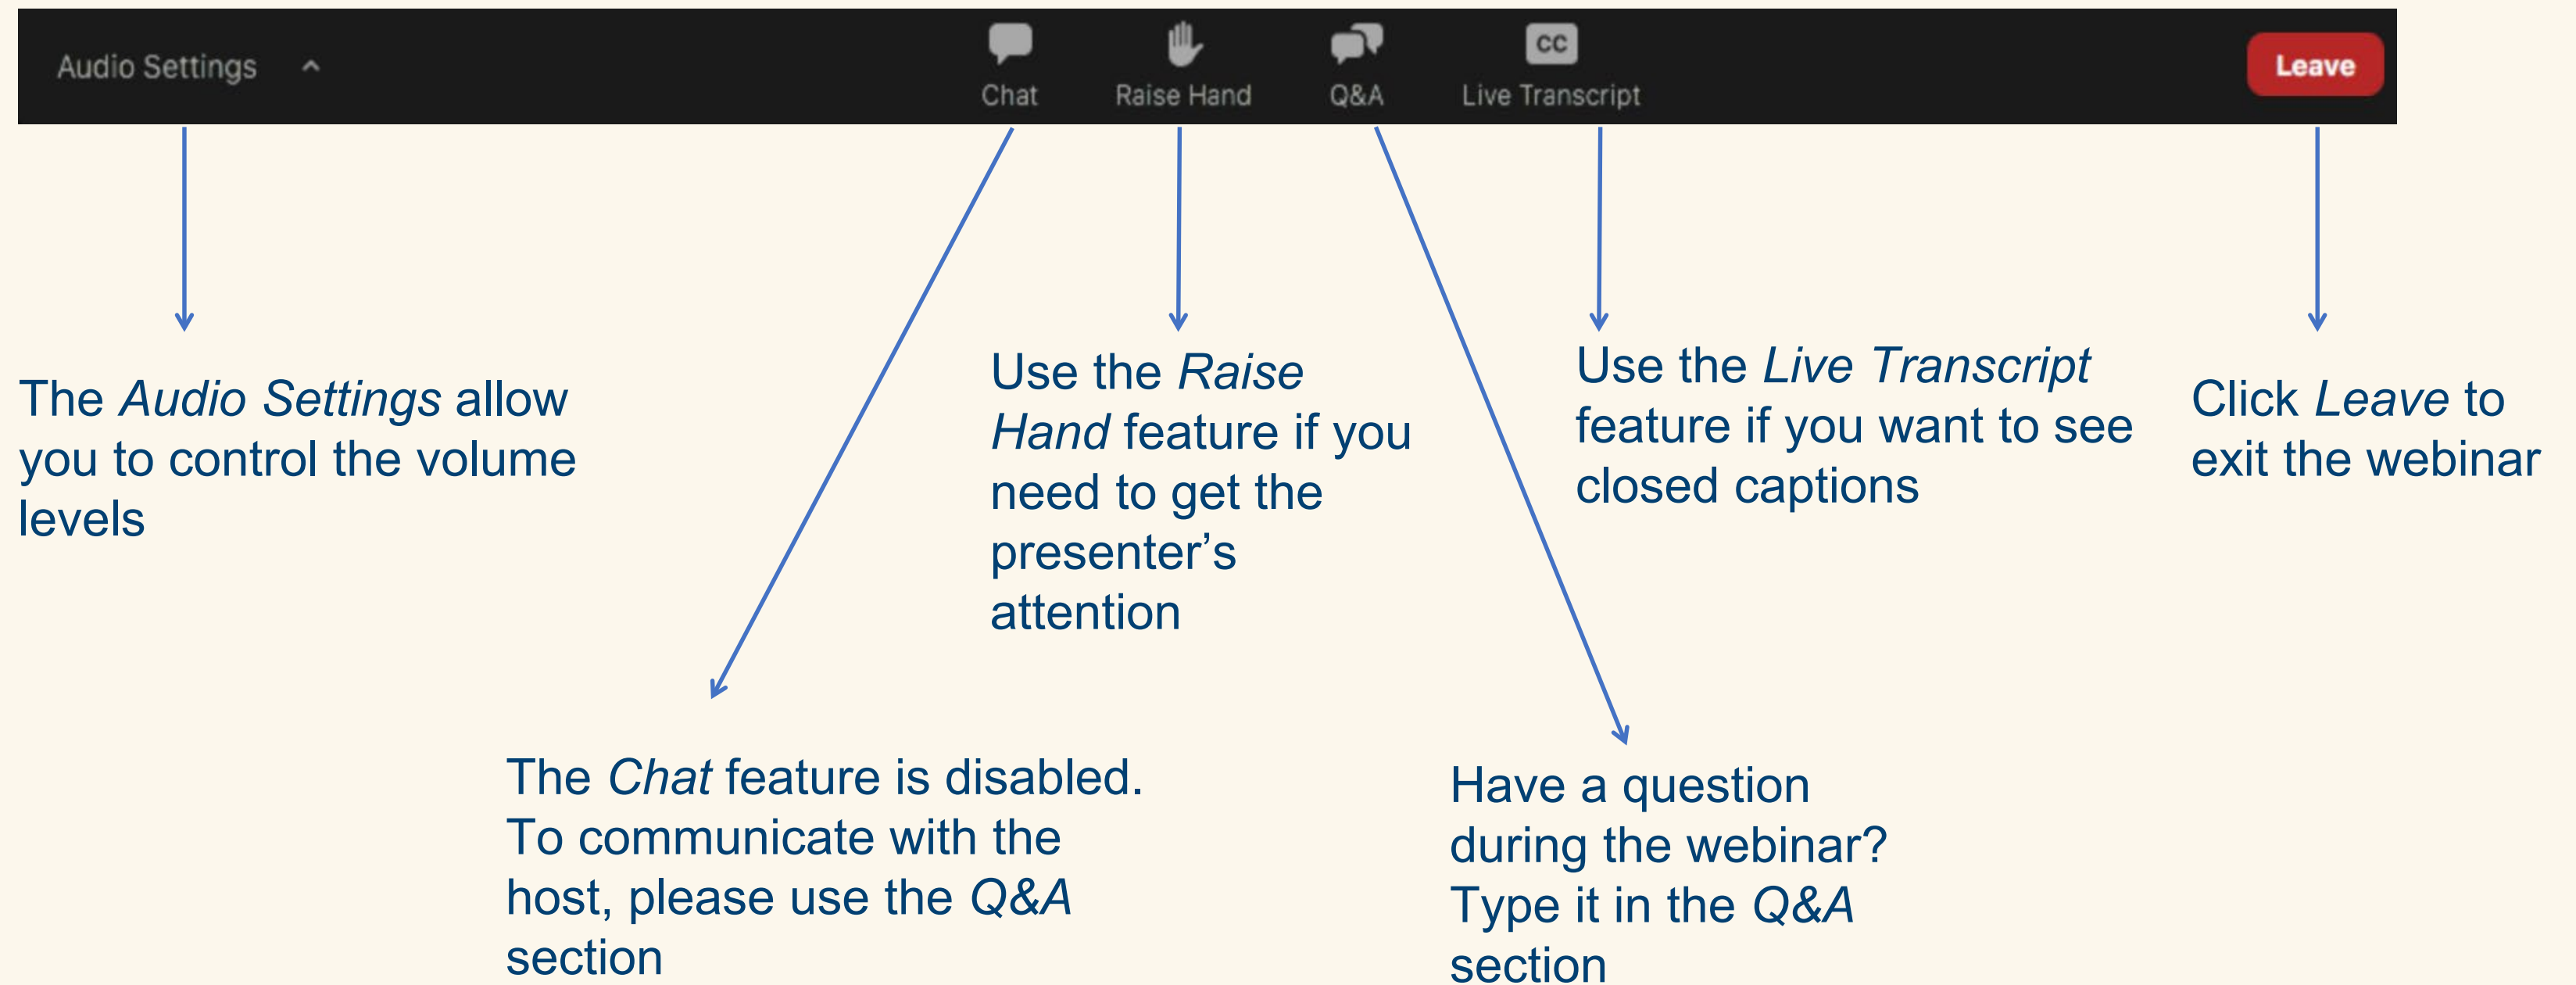 Audio Settings
Chat
Raise Hand
Q&A
CC
Live Transcript
Leave
The Audio Settings allow
you to control the volume
levels
Use the Raise
Hand feature if you
need to get the
presenter’s
attention
Use the Live Transcript
feature if you want to see
closed captions
Click Leave to
exit the webinar
The Chat feature is disabled.
To communicate with the
host, please use the Q&A
section
Have a question
during the webinar?
Type it in the Q&A
section